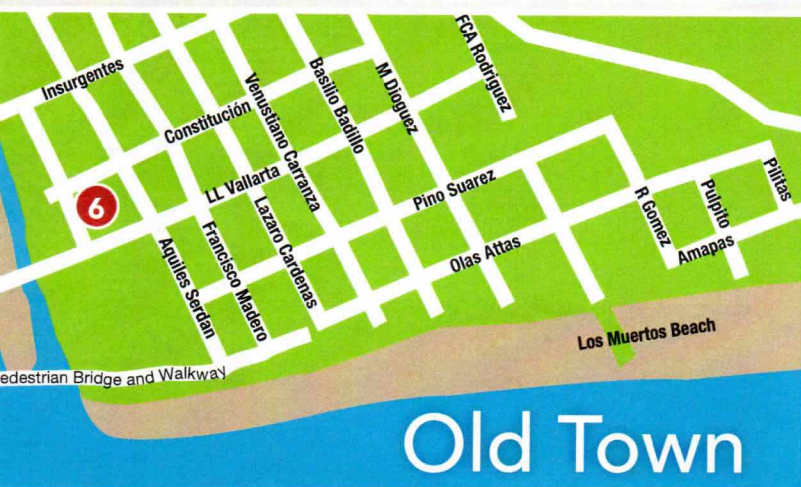 FCA Rodriguez
Insurgentes
Venustiano Carranza
Basilio Badillo
M Dioguez
Constitución
LL Vallarta
6
Pino Suarez
Pilitas
Pulpito
R Gomez
Lazaro Cardenas
Francisco Madero
Aquiles Serdan
Olas Attas
Amapas
Los Muertos Beach
edestrian Bridge and Walkway
Old Town